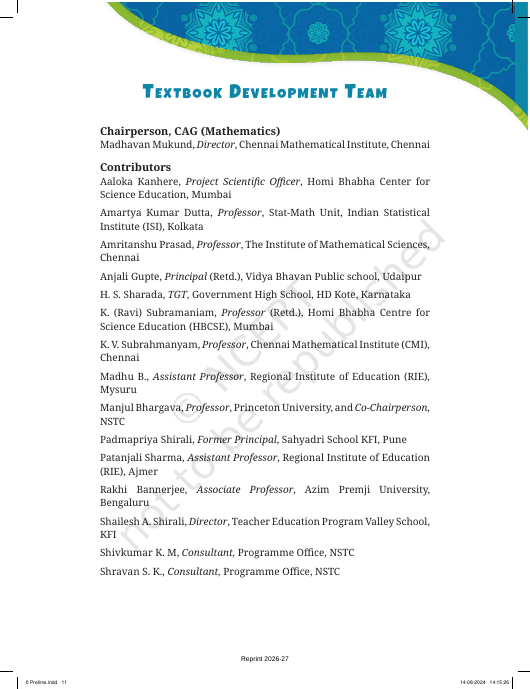 Textbook Development Team
Chairperson, CAG (Mathematics)
Madhavan Mukund, Director, Chennai Mathematical Institute, Chennai
Contributors
Aaloka Kanhere, Project Scientific Officer, Homi Bhabha Center for
Science Education, Mumbai
Amartya Kumar Dutta, Professor, Stat-Math Unit, Indian Statistical
Institute (ISI), Kolkata
Amritanshu Prasad, Professor, The Institute of Mathematical Sciences,
Chennai
Anjali Gupte, Principal (Retd.), Vidya Bhavan Public school, Udaipur
H. S. Sharada, TGT, Government High School, HD Kote, Karnataka
K. (Ravi) Subramaniam, Professor (Retd.), Homi Bhabha Centre for
Science Education (HBCSE), Mumbai
K. V. Subrahmanyam, Professor, Chennai Mathematical Institute (CMI),
Chennai
Madhu B., Assistant Professor, Regional Institute of Education (RIE),
Mysuru
Manjul Bhargava, Professor, Princeton University, and Co-Chairperson,
NSTC
Padmapriya Shirali, Former Principal, Sahyadri School KFI, Pune
Patanjali Sharma, Assistant Professor, Regional Institute of Education
(RIE), Ajmer
Rakhi Bannerjee, Associate Professor, Azim Premji University,
Bengaluru
Shailesh A. Shirali, Director, Teacher Education Program Valley School,
KFI
Shivkumar K. M, Consultant, Programme Office, NSTC
Shravan S. K., Consultant, Programme Office, NSTC
© NCERT
not to be republished
Reprint 2026-27
0 Prelims.indd 11
14-08-2024 14:15:26